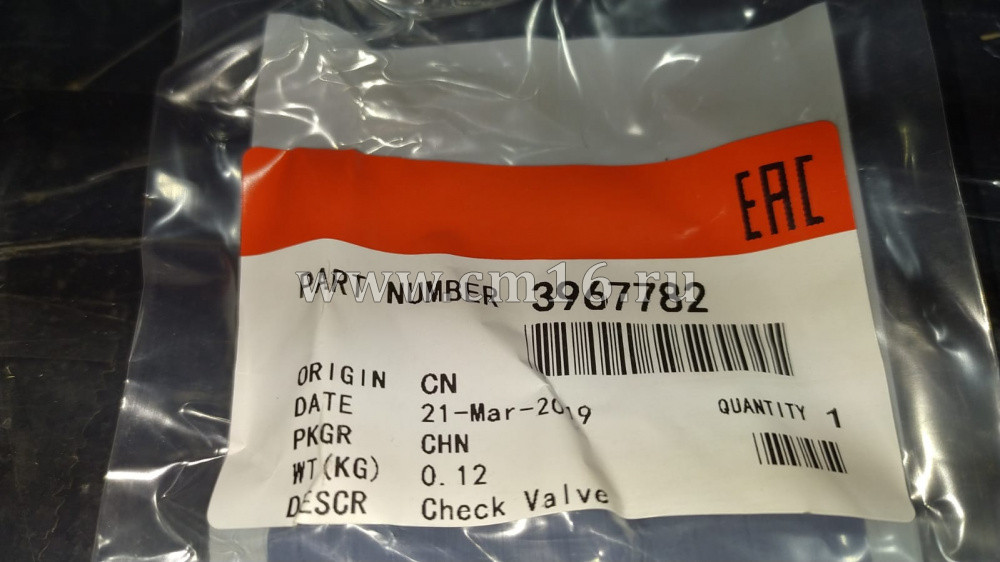 EAC
www.cm16.ru
PART NUMBER 3967782
ORIGIN CN
DATE 21-Mar-2019
PKGR CHN
QUANTITY 1
WT(KG) 0.12
DESCR Check Valve